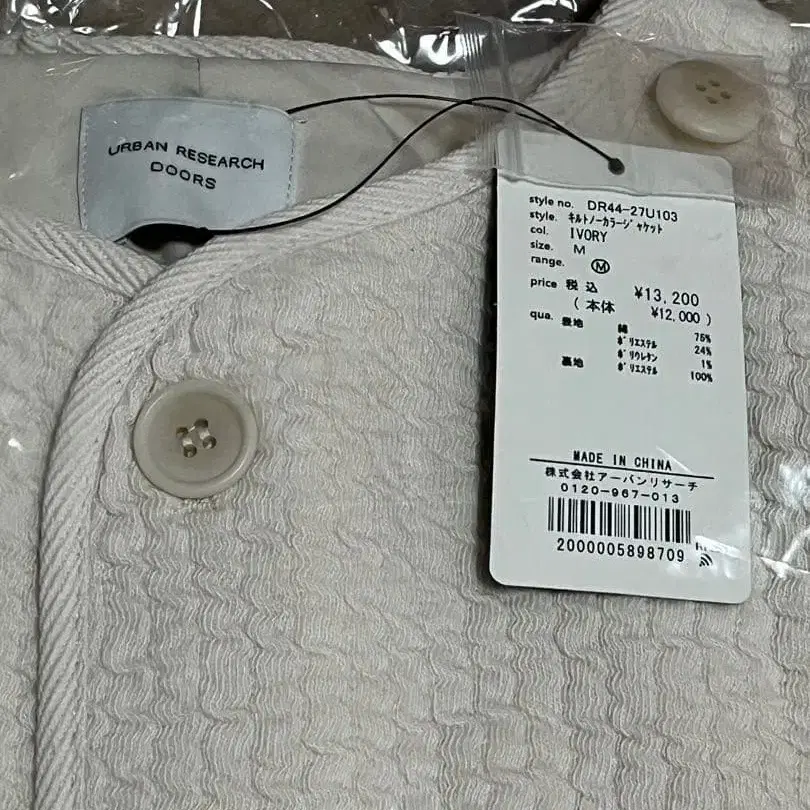 URBAN RESEARCH
DOORS
style no. DR44-27U103
style. ｷﾙﾄﾉｰｶﾗｰｼﾞｬｹｯﾄ
col. IVORY
size. M
range. Ⓜ
price 税込 ¥13,200
(本体 ¥12,000)
qua. 表地 綿 75%
ﾎﾟﾘｴｽﾃﾙ 24%
ﾎﾟﾘｳﾚﾀﾝ 1%
裏地 ﾎﾟﾘｴｽﾃﾙ 100%
MADE IN CHINA
株式会社アーバンリサーチ
0120-967-013
2000005898709